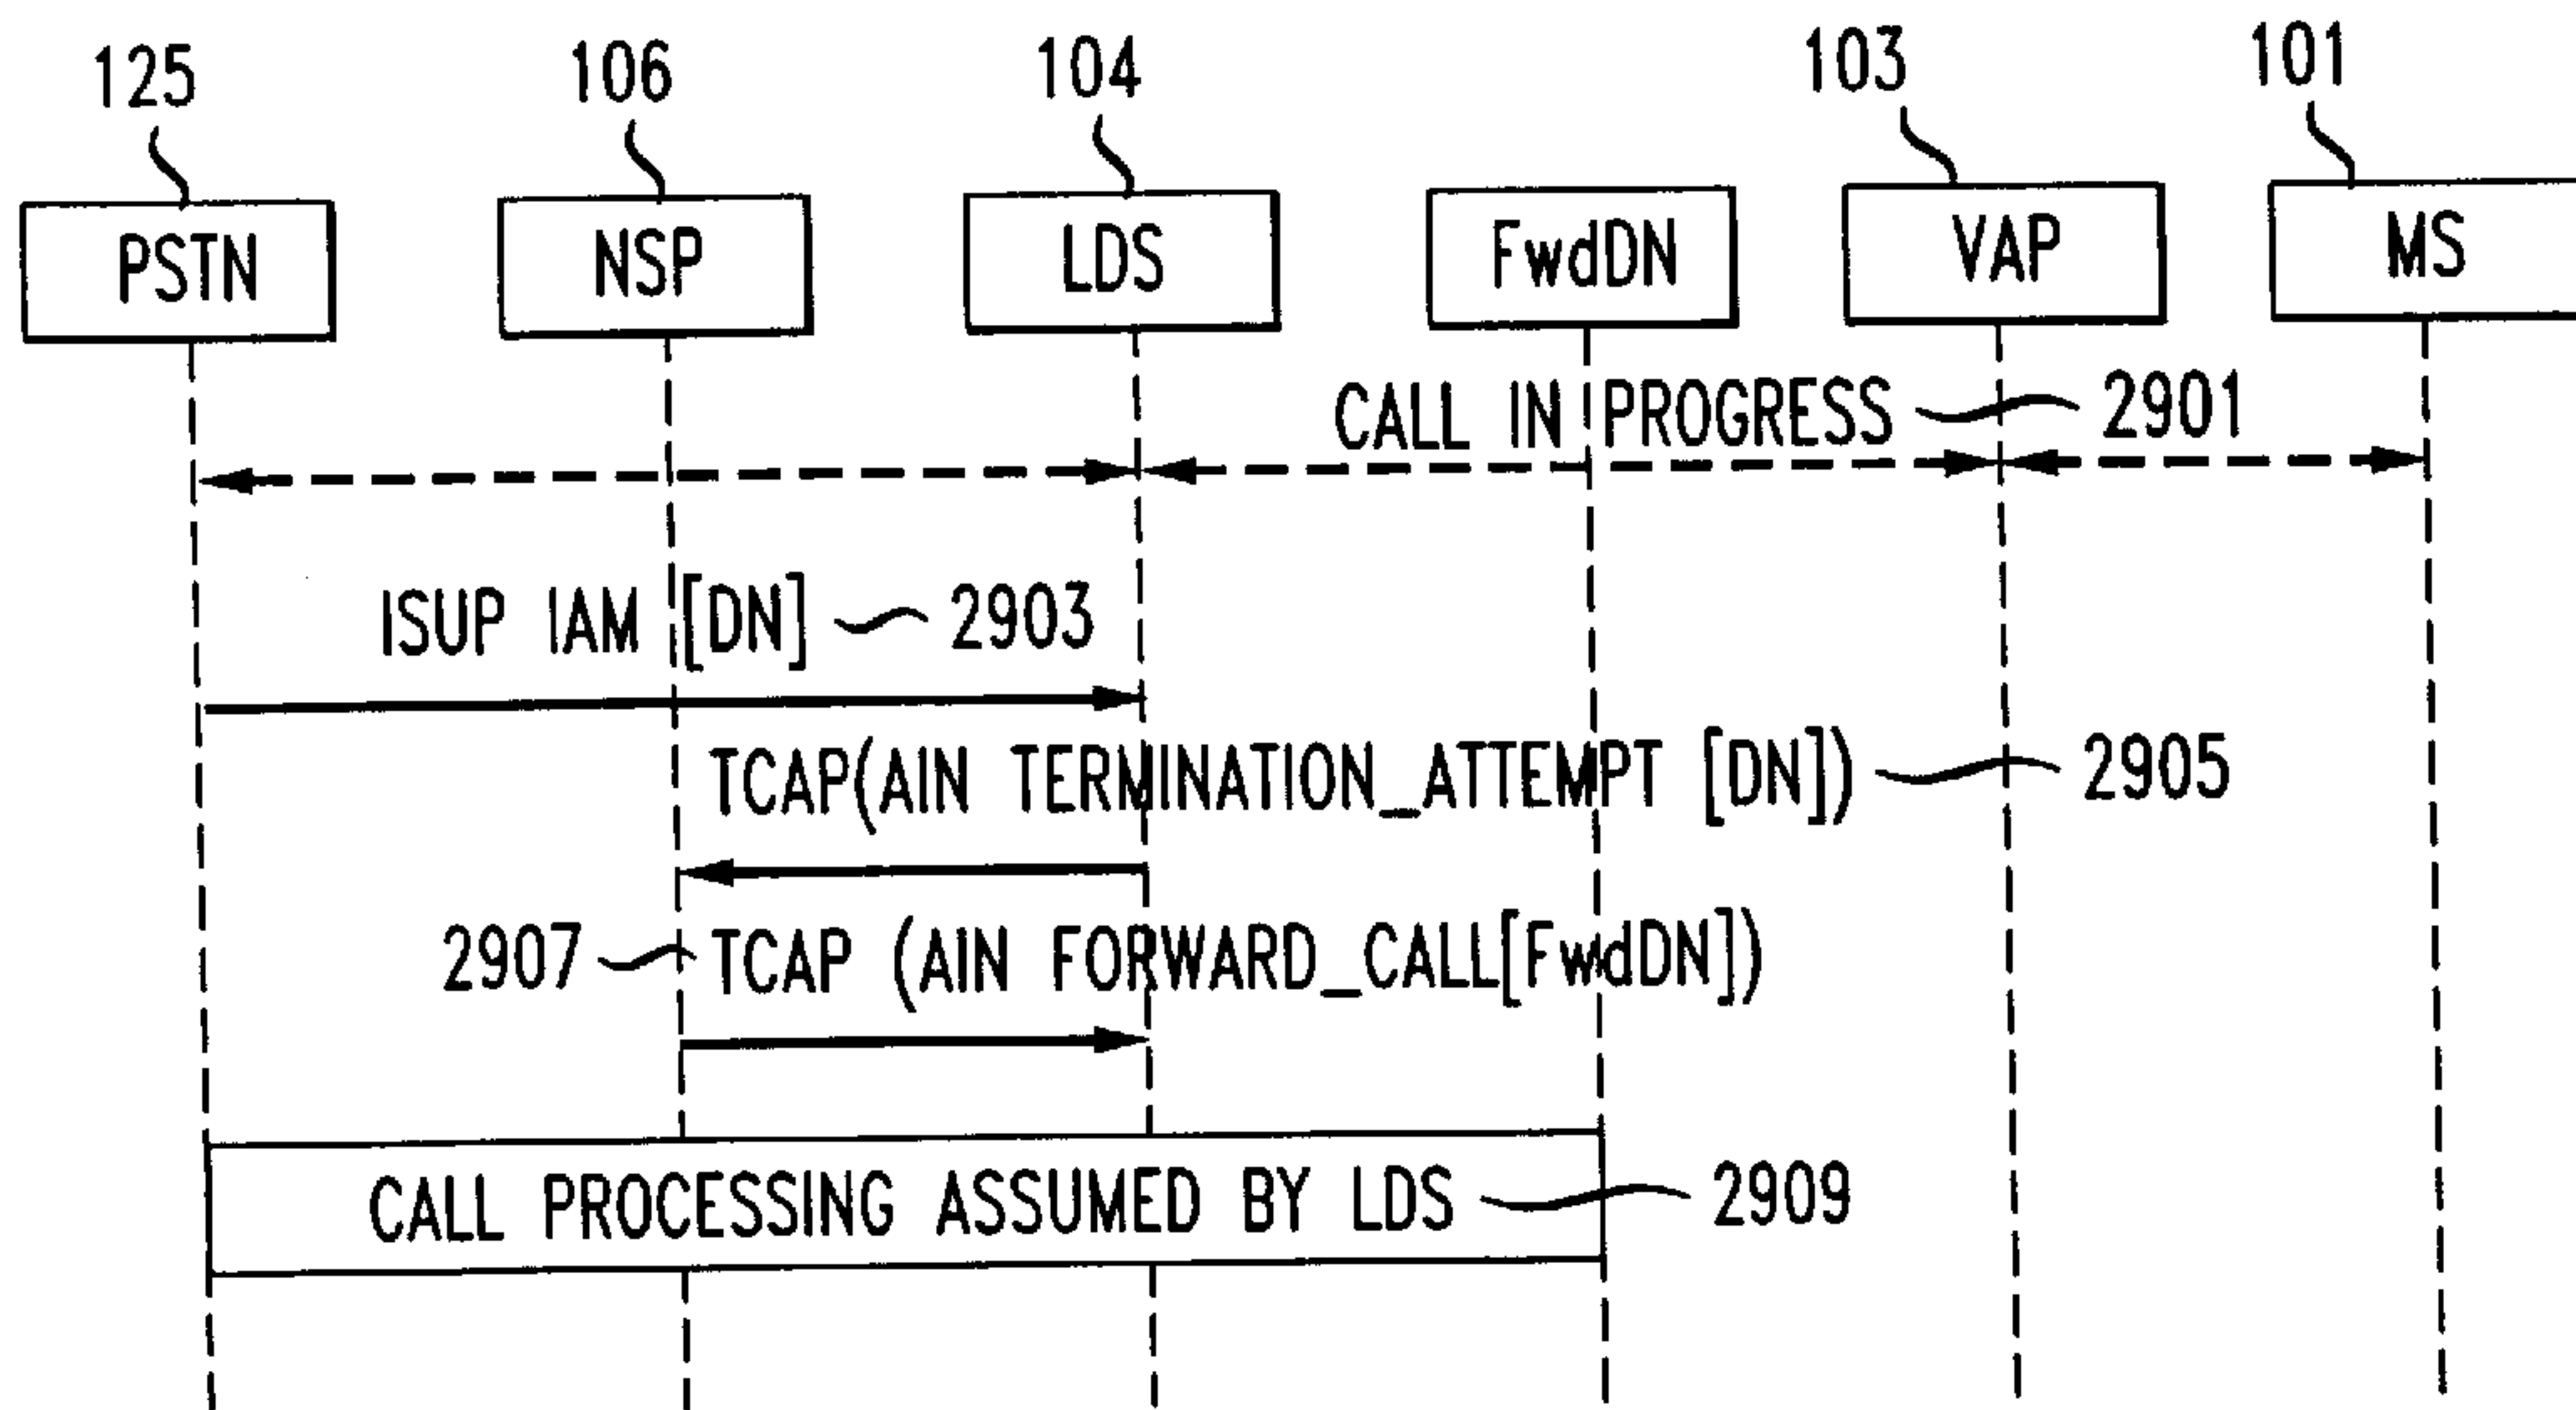 125 106 104 103 101
PSTN NSP LDS FwdDN VAP MS
CALL IN PROGRESS 2901
ISUP IAM [DN] 2903
TCAP(AIN TERMINATION_ATTEMPT [DN]) 2905
2907 TCAP (AIN FORWARD_CALL[FwdDN])
CALL PROCESSING ASSUMED BY LDS 2909